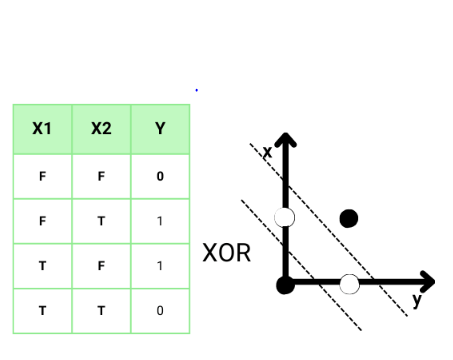 X1 X2 Y
F F 0
F T 1
T F 1
T T 0
x
XOR
y